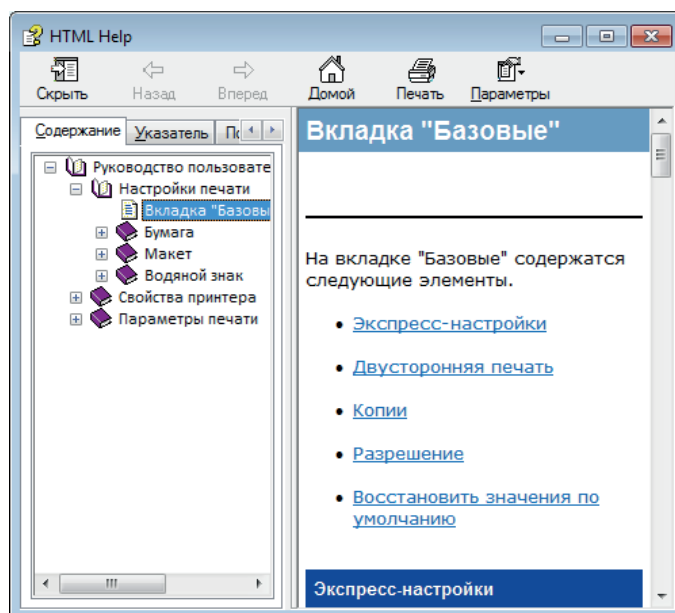 HTML Help
Скрыть Назад Вперед Домой Печать Параметры
Содержание Указатель
Руководство пользовате
Настройки печати
Вкладка "Базовы
Бумага
Макет
Водяной знак
Свойства принтера
Параметры печати
Вкладка "Базовые"
На вкладке "Базовые" содержатся
следующие элементы.
• Экспресс-настройки
• Двусторонняя печать
• Копии
• Разрешение
• Восстановить значения по
умолчанию
Экспресс-настройки